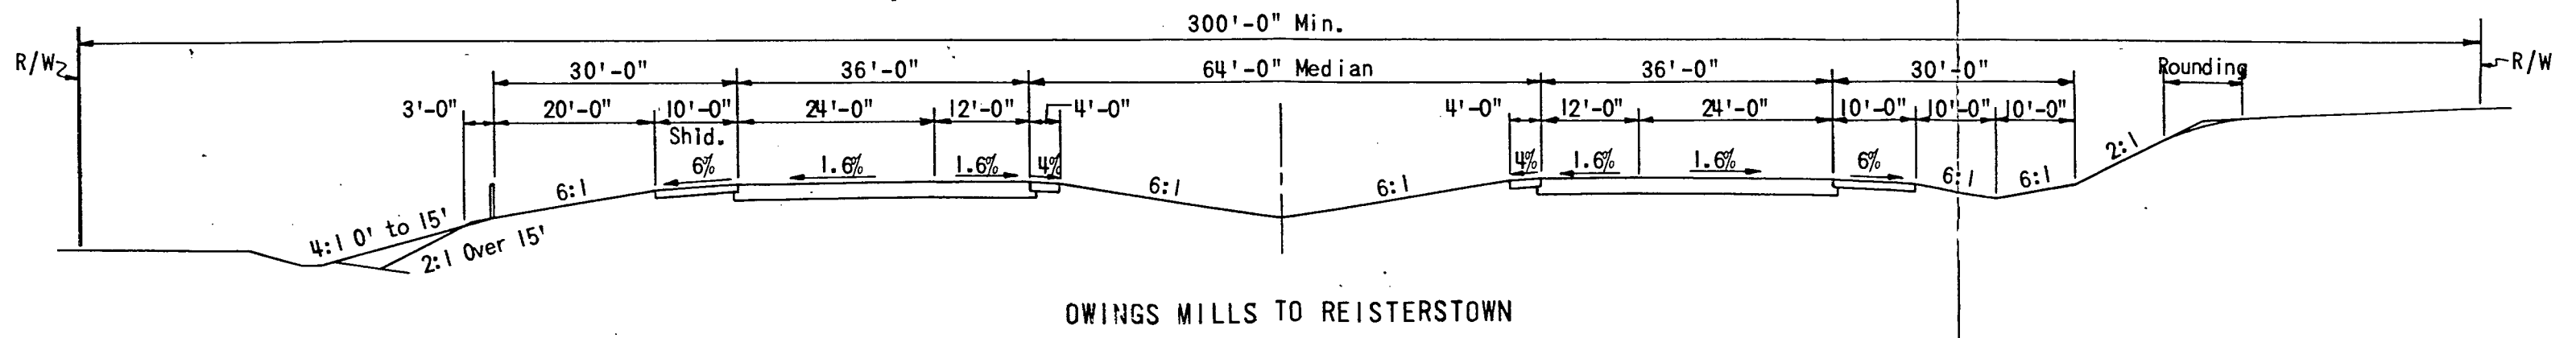 300'-0" Min.
R/W
R/W
30'-0" 36'-0" 64'-0" Median 36'-0" 30'-0" Rounding
3'-0" 20'-0" 10'-0" 24'-0" 12'-0" 4'-0" 4'-0" 12'-0" 24'-0" 10'-0" 10'-0" 10'-0"
Shld.
6% 1.6% 1.6% 4% 4% 1.6% 1.6% 6% 2:1
6:1 6:1 6:1 6:1 6:1
4:1 0' to 15'
2:1 Over 15'
OWINGS MILLS TO REISTERSTOWN